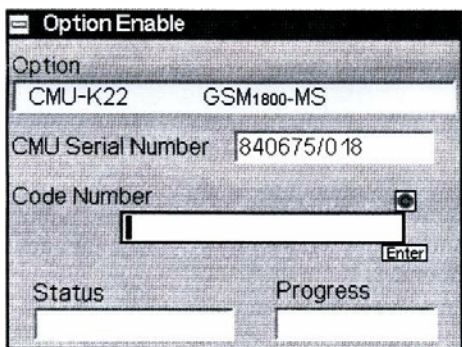 Option Enable
Option
CMU-K22 GSM1800-MS
CMU Serial Number 840675/018
Code Number
Enter
Status Progress